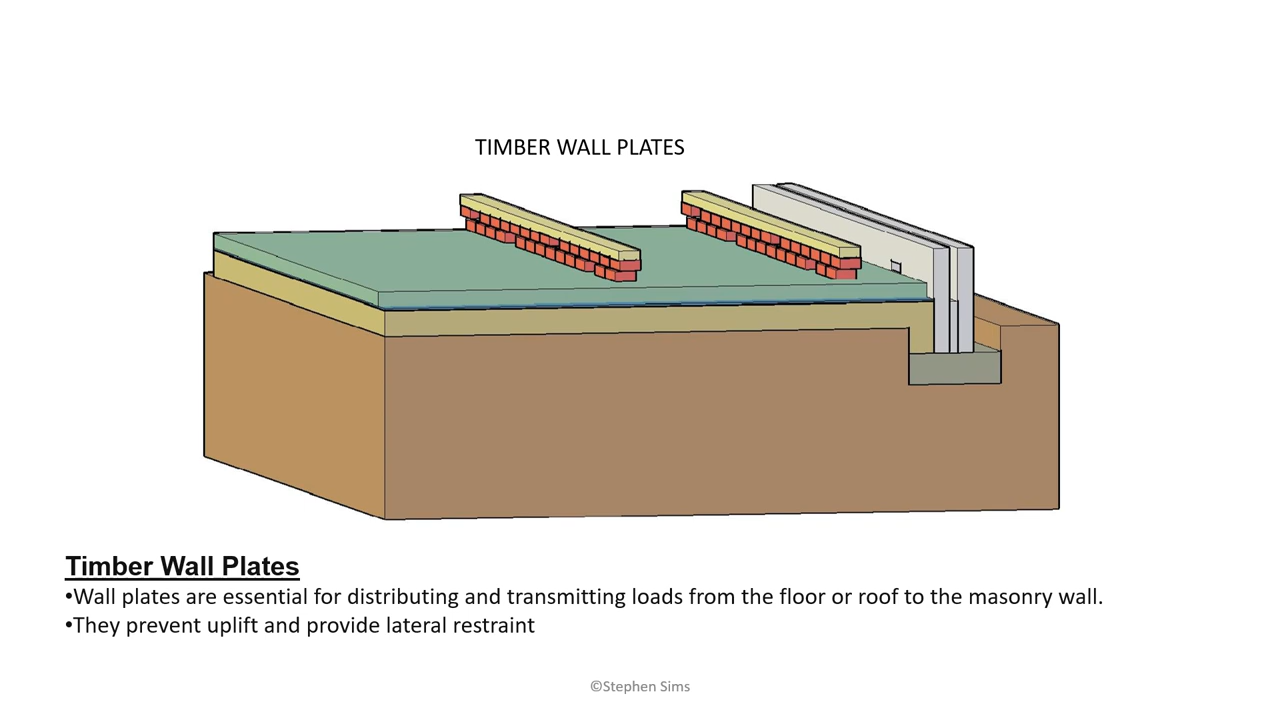 TIMBER WALL PLATES
Timber Wall Plates
•Wall plates are essential for distributing and transmitting loads from the floor or roof to the masonry wall.
•They prevent uplift and provide lateral restraint
©Stephen Sims